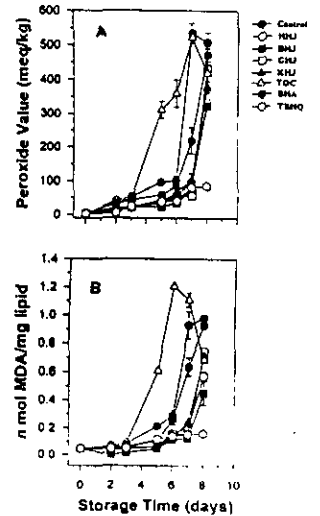 A
Peroxide Value (meq/kg)
600
500
400
300
200
100
0
Control
HHJ
BHJ
CHJ
KHJ
TOC
BHA
TBHQ
B
n mol MDA/mg lipid
1.4
1.2
1.0
0.8
0.6
0.4
0.2
0.0
0 2 4 6 8 10
Storage Time (days)